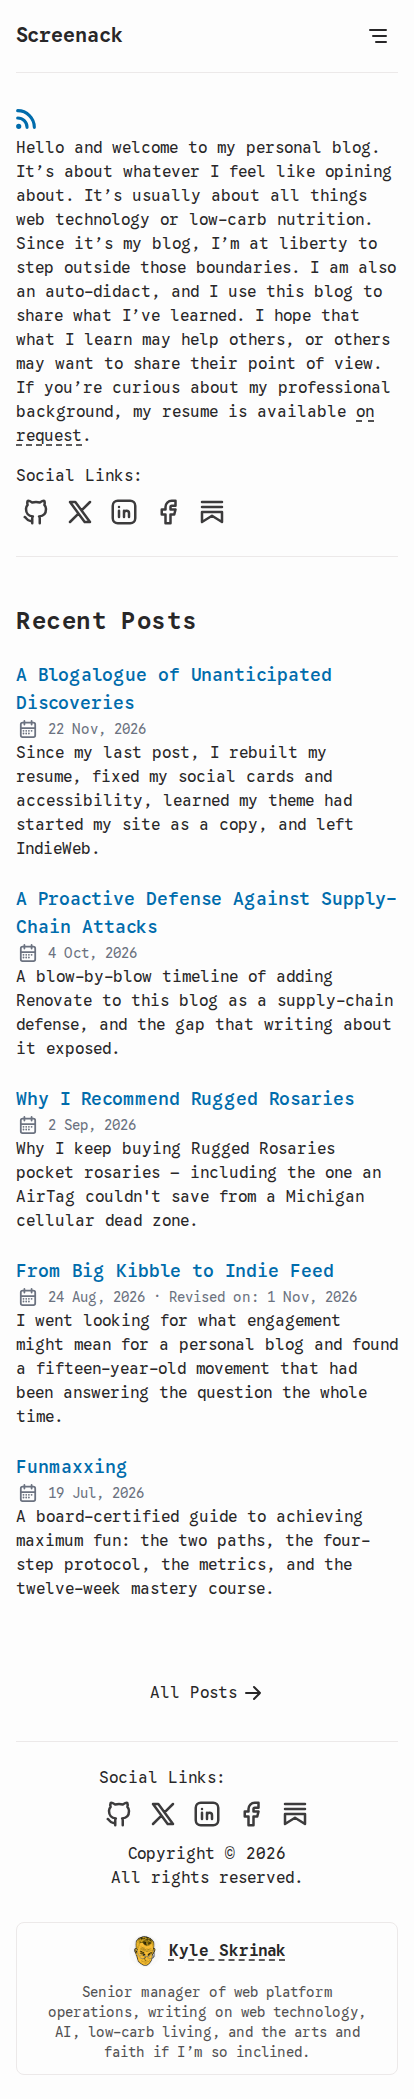 Screenack
Hello and welcome to my personal blog.
It’s about whatever I feel like opining
about. It’s usually about all things
web technology or low-carb nutrition.
Since it’s my blog, I’m at liberty to
step outside those boundaries. I am also
an auto-didact, and I use this blog to
share what I’ve learned. I hope that
what I learn may help others, or others
may want to share their point of view.
If you’re curious about my professional
background, my resume is available on
request.
Social Links:
Recent Posts
A Blogalogue of Unanticipated
Discoveries
22 Nov, 2026
Since my last post, I rebuilt my
resume, fixed my social cards and
accessibility, learned my theme had
started my site as a copy, and left
IndieWeb.
A Proactive Defense Against Supply-
Chain Attacks
4 Oct, 2026
A blow-by-blow timeline of adding
Renovate to this blog as a supply-chain
defense, and the gap that writing about
it exposed.
Why I Recommend Rugged Rosaries
2 Sep, 2026
Why I keep buying Rugged Rosaries
pocket rosaries — including the one an
AirTag couldn't save from a Michigan
cellular dead zone.
From Big Kibble to Indie Feed
24 Aug, 2026 · Revised on: 1 Nov, 2026
I went looking for what engagement
might mean for a personal blog and found
a fifteen-year-old movement that had
been answering the question the whole
time.
Funmaxxing
19 Jul, 2026
A board-certified guide to achieving
maximum fun: the two paths, the four-
step protocol, the metrics, and the
twelve-week mastery course.
All Posts
Social Links:
Copyright © 2026
All rights reserved.
Kyle Skrinak
Senior manager of web platform
operations, writing on web technology,
AI, low-carb living, and the arts and
faith if I’m so inclined.